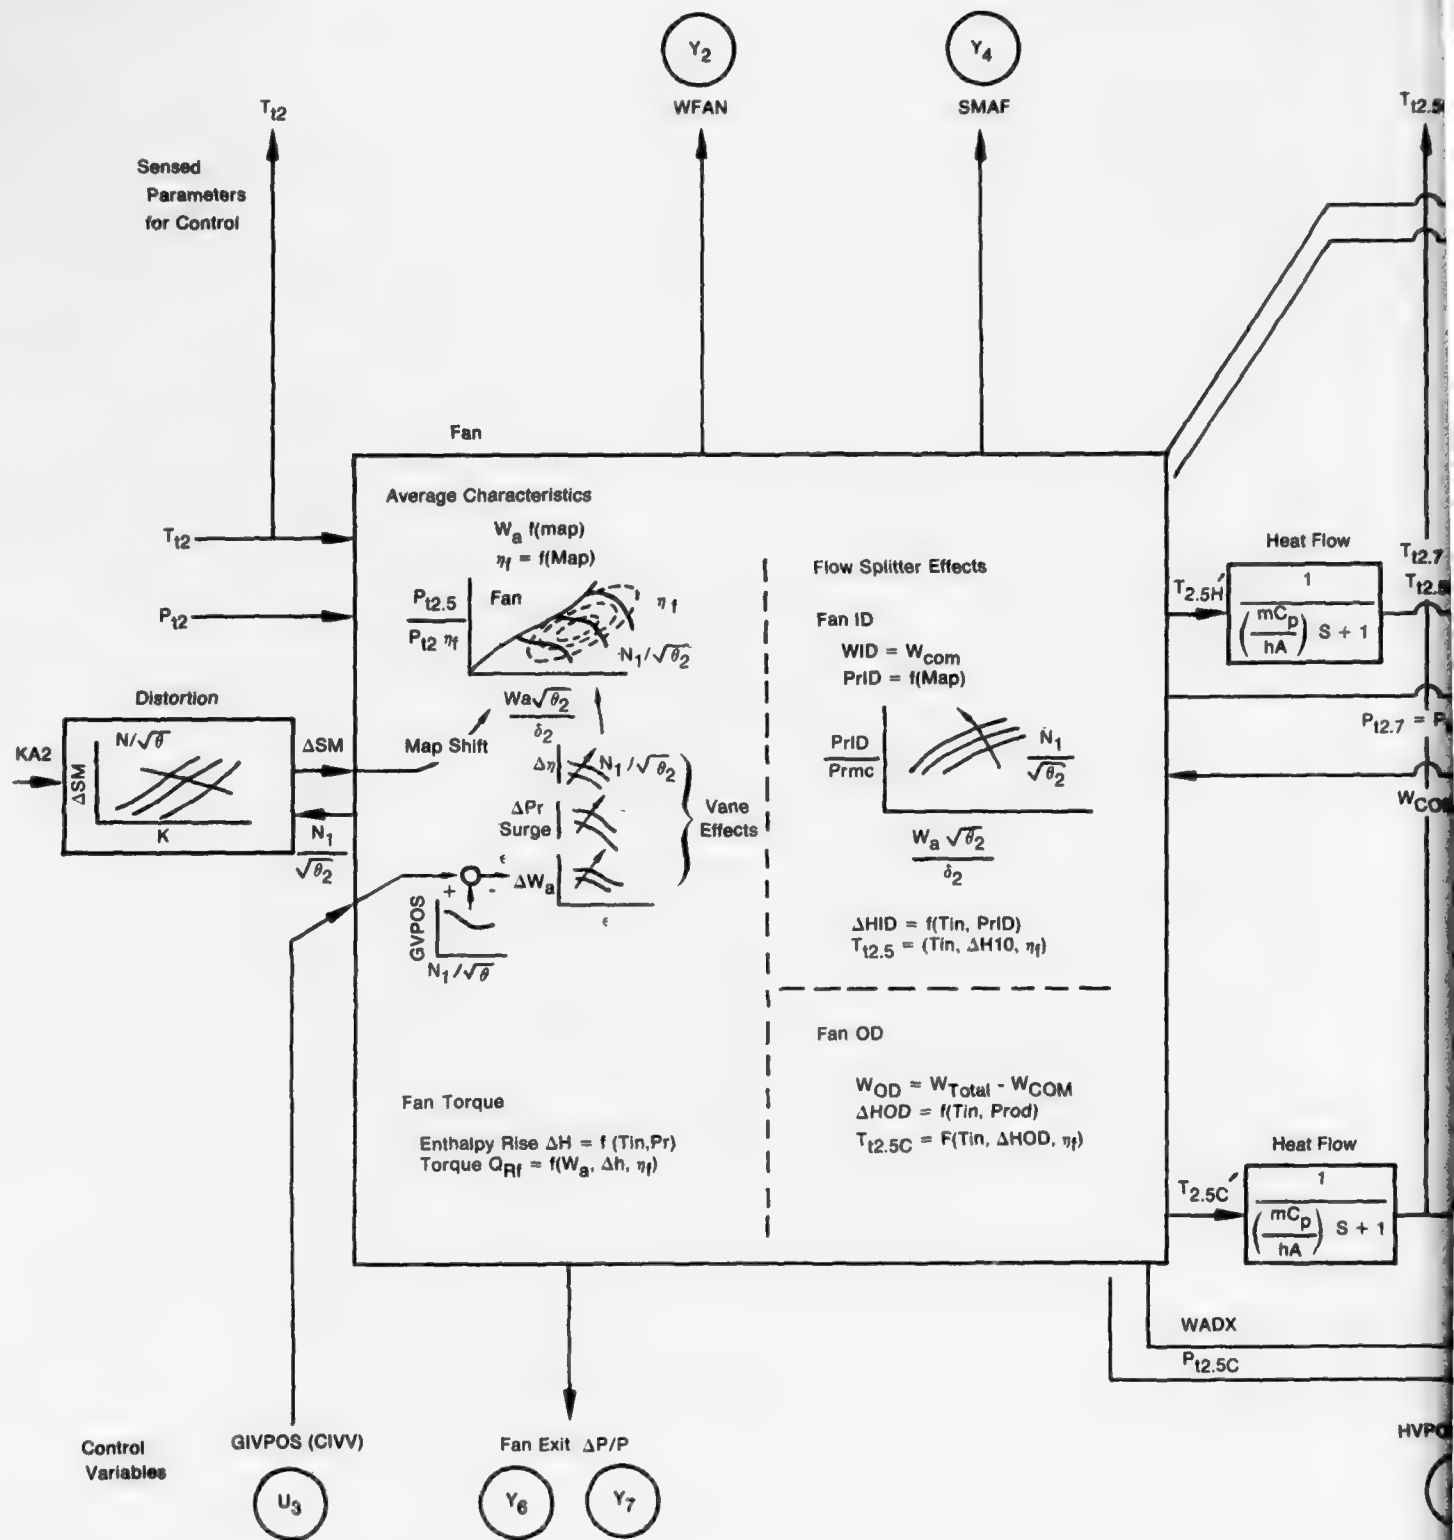 Y2
Y4
WFAN
SMAF
Tt2
Sensed
Parameters
for Control
Fan
Average Characteristics
Wa f(map)
ηf = f(Map)
Pt2.5
Pt2 ηf
Fan
ηf
N1/√θ2
Wa√θ2
δ2
Tt2
Pt2
Distortion
KA2
N/√θ
ΔSM
K
ΔSM
N1
√θ2
Map Shift
Δη
N1/√θ2
ΔPr
Surge
ΔWa
ϵ
ϵ
Vane
Effects
+
-
GVPOS
N1/√θ
Fan Torque
Enthalpy Rise ΔH = f (Tin,Pr)
Torque QRf = f(Wa, Δh, ηf)
Flow Splitter Effects
Fan ID
WID = Wcom
PrID = f(Map)
PrID
Prmc
N1
√θ2
Wa √θ2
δ2
ΔHID = f(Tin, PrID)
Tt2.5 = (Tin, ΔH10, ηf)
Fan OD
WOD = WTotal - WCOM
ΔHOD = f(Tin, Prod)
Tt2.5C = F(Tin, ΔHOD, ηf)
Heat Flow
T2.5H′
1
(mCp/hA) S + 1
Tt2.7
Pt2.7 =
Heat Flow
T2.5C′
1
(mCp/hA) S + 1
WADX
Pt2.5C
Control
Variables
GIVPOS (CIVV)
U3
Fan Exit ΔP/P
Y6
Y7